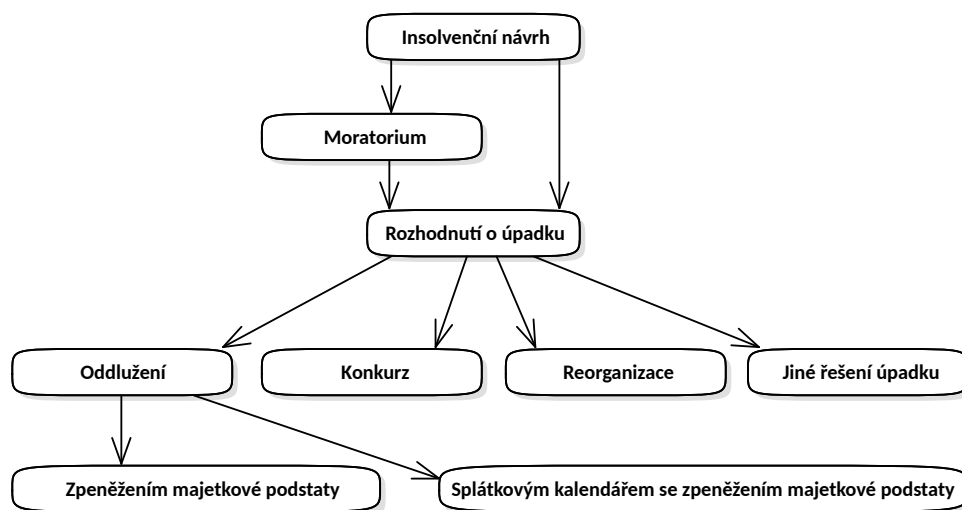 Insolvenční návrh
Moratorium
Rozhodnutí o úpadku
Oddlužení
Konkurz
Reorganizace
Jiné řešení úpadku
Zpeněžením majetkové podstaty
Splátkovým kalendářem se zpeněžením majetkové podstaty